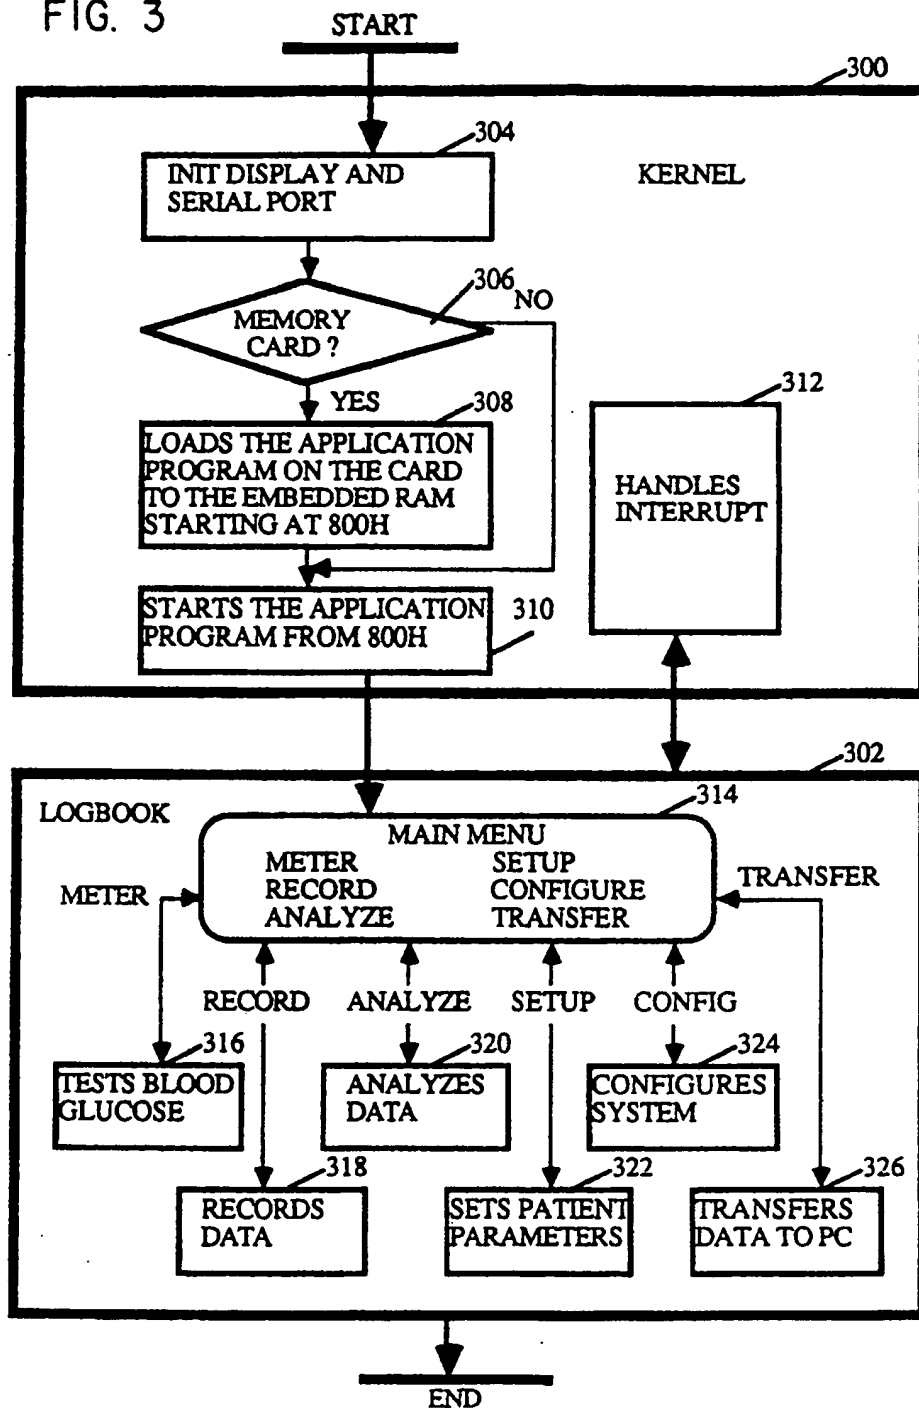 FIG. 3
START
300
304
INIT DISPLAY AND
SERIAL PORT
KERNEL
306
NO
MEMORY
CARD ?
YES
308
312
LOADS THE APPLICATION
PROGRAM ON THE CARD
TO THE EMBEDDED RAM
STARTING AT 800H
HANDLES
INTERRUPT
STARTS THE APPLICATION
PROGRAM FROM 800H
310
302
LOGBOOK
314
MAIN MENU
METER SETUP
RECORD CONFIGURE
ANALYZE TRANSFER
METER
TRANSFER
RECORD ANALYZE SETUP CONFIG
316
320
324
TESTS BLOOD
GLUCOSE
ANALYZES
DATA
CONFIGURES
SYSTEM
318
322
326
RECORDS
DATA
SETS PATIENT
PARAMETERS
TRANSFERS
DATA TO PC
END